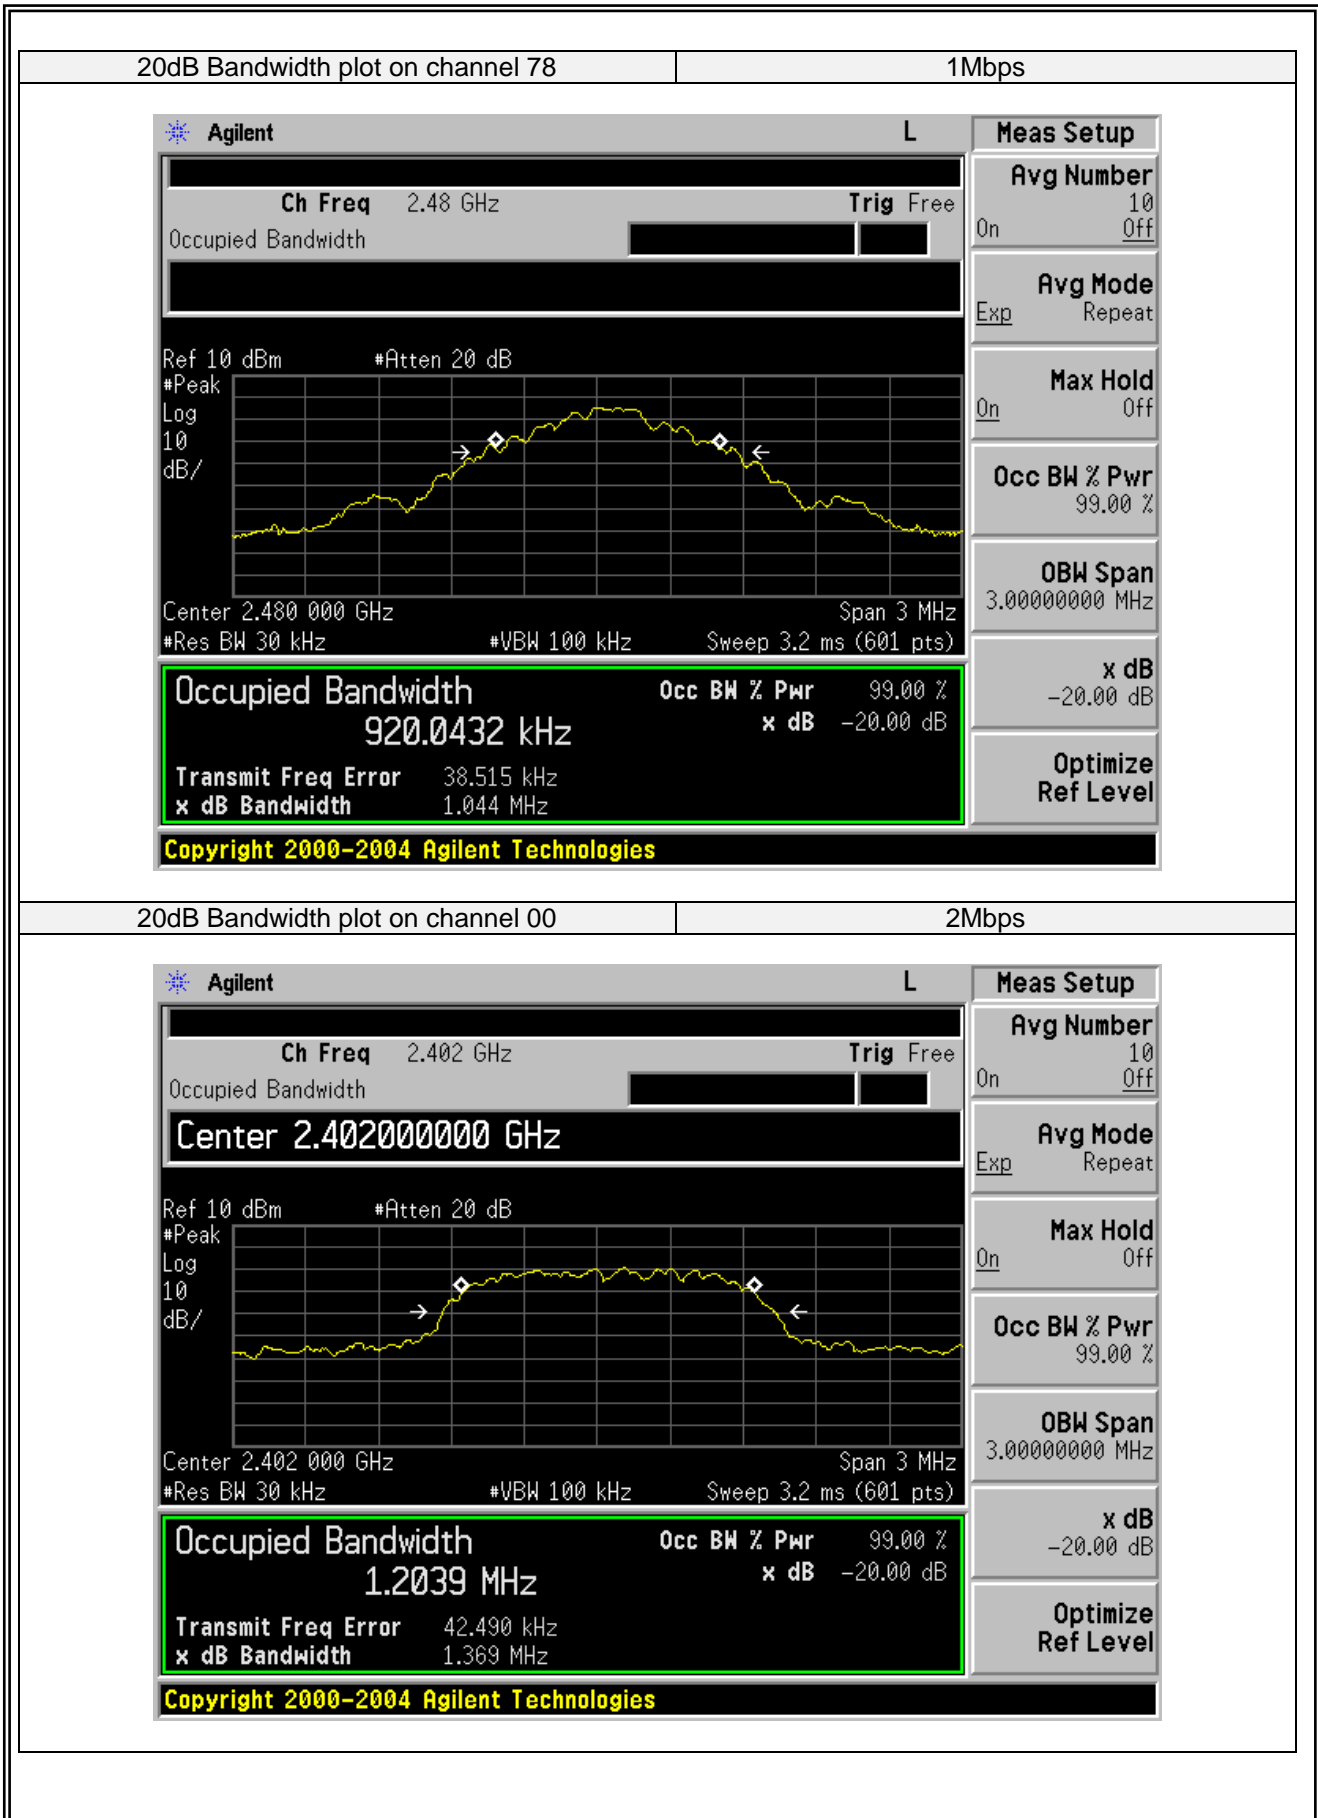 20dB Bandwidth plot on channel 78 1Mbps
Agilent L
Ch Freq 2.48 GHz Trig Free
Occupied Bandwidth
Ref 10 dBm #Atten 20 dB
#Peak
Log
10
dB/
Center 2.480 000 GHz Span 3 MHz
#Res BW 30 kHz #VBW 100 kHz Sweep 3.2 ms (601 pts)
Occupied Bandwidth Occ BW % Pwr 99.00 %
920.0432 kHz x dB -20.00 dB
Transmit Freq Error 38.515 kHz
x dB Bandwidth 1.044 MHz
Copyright 2000-2004 Agilent Technologies
Meas Setup
Avg Number
10
On Off
Avg Mode
Exp Repeat
Max Hold
On Off
Occ BW % Pwr
99.00 %
OBW Span
3.00000000 MHz
x dB
-20.00 dB
Optimize
Ref Level
20dB Bandwidth plot on channel 00 2Mbps
Agilent L
Ch Freq 2.402 GHz Trig Free
Occupied Bandwidth
Center 2.402000000 GHz
Ref 10 dBm #Atten 20 dB
#Peak
Log
10
dB/
Center 2.402 000 GHz Span 3 MHz
#Res BW 30 kHz #VBW 100 kHz Sweep 3.2 ms (601 pts)
Occupied Bandwidth Occ BW % Pwr 99.00 %
1.2039 MHz x dB -20.00 dB
Transmit Freq Error 42.490 kHz
x dB Bandwidth 1.369 MHz
Copyright 2000-2004 Agilent Technologies
Meas Setup
Avg Number
10
On Off
Avg Mode
Exp Repeat
Max Hold
On Off
Occ BW % Pwr
99.00 %
OBW Span
3.00000000 MHz
x dB
-20.00 dB
Optimize
Ref Level